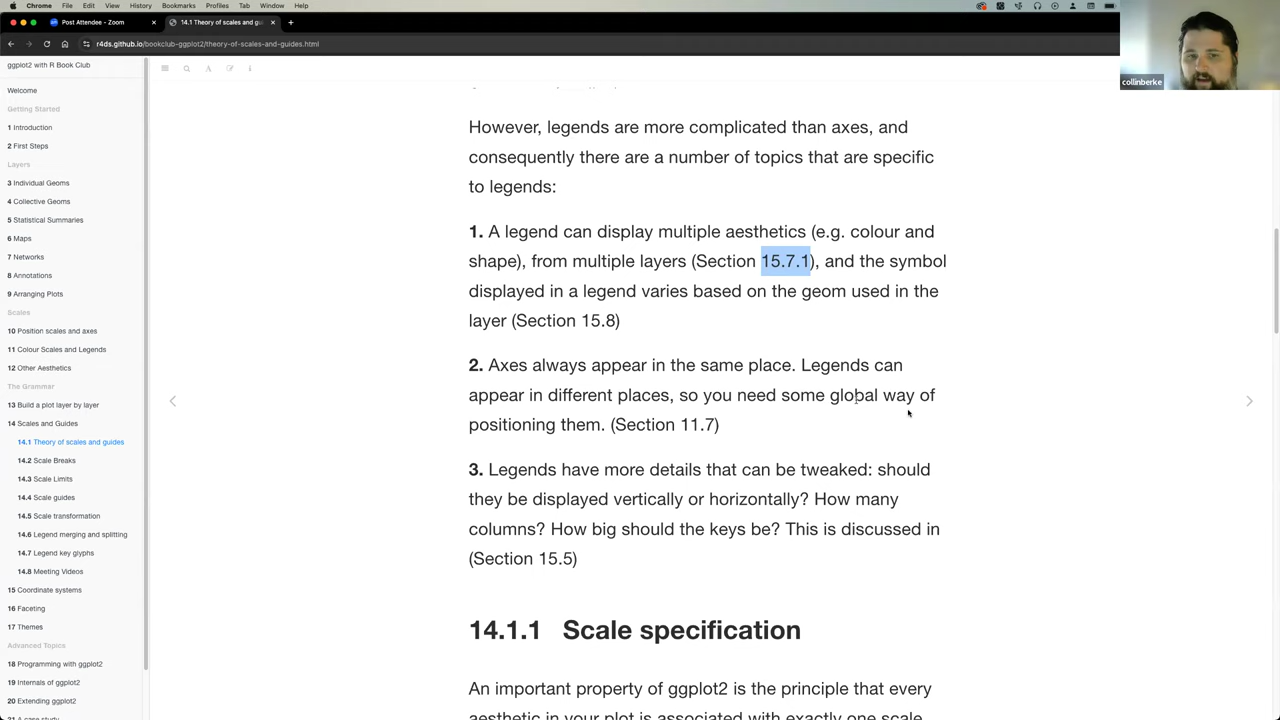 Chrome File Edit View History Bookmarks Profiles Tab Window Help
Post Attendee - Zoom
14.1 Theory of scales and gui
r4ds.github.io/bookclub-ggplot2/theory-of-scales-and-guides.html
collinberke
ggplot2 with R Book Club
Welcome
Getting Started
1 Introduction
2 First Steps
Layers
3 Individual Geoms
4 Collective Geoms
5 Statistical Summaries
6 Maps
7 Networks
8 Annotations
9 Arranging Plots
Scales
10 Position scales and axes
11 Colour Scales and Legends
12 Other Aesthetics
The Grammar
13 Build a plot layer by layer
14 Scales and Guides
14.1 Theory of scales and guides
14.2 Scale Breaks
14.3 Scale Limits
14.4 Scale guides
14.5 Scale transformation
14.6 Legend merging and splitting
14.7 Legend key glyphs
14.8 Meeting Videos
15 Coordinate systems
16 Faceting
17 Themes
Advanced Topics
18 Programming with ggplot2
19 Internals of ggplot2
20 Extending ggplot2
21 A case study
However, legends are more complicated than axes, and
consequently there are a number of topics that are specific
to legends:
1. A legend can display multiple aesthetics (e.g. colour and
shape), from multiple layers (Section 15.7.1), and the symbol
displayed in a legend varies based on the geom used in the
layer (Section 15.8)
2. Axes always appear in the same place. Legends can
appear in different places, so you need some global way of
positioning them. (Section 11.7)
3. Legends have more details that can be tweaked: should
they be displayed vertically or horizontally? How many
columns? How big should the keys be? This is discussed in
(Section 15.5)
14.1.1 Scale specification
An important property of ggplot2 is the principle that every
aesthetic in your plot is associated with exactly one scale